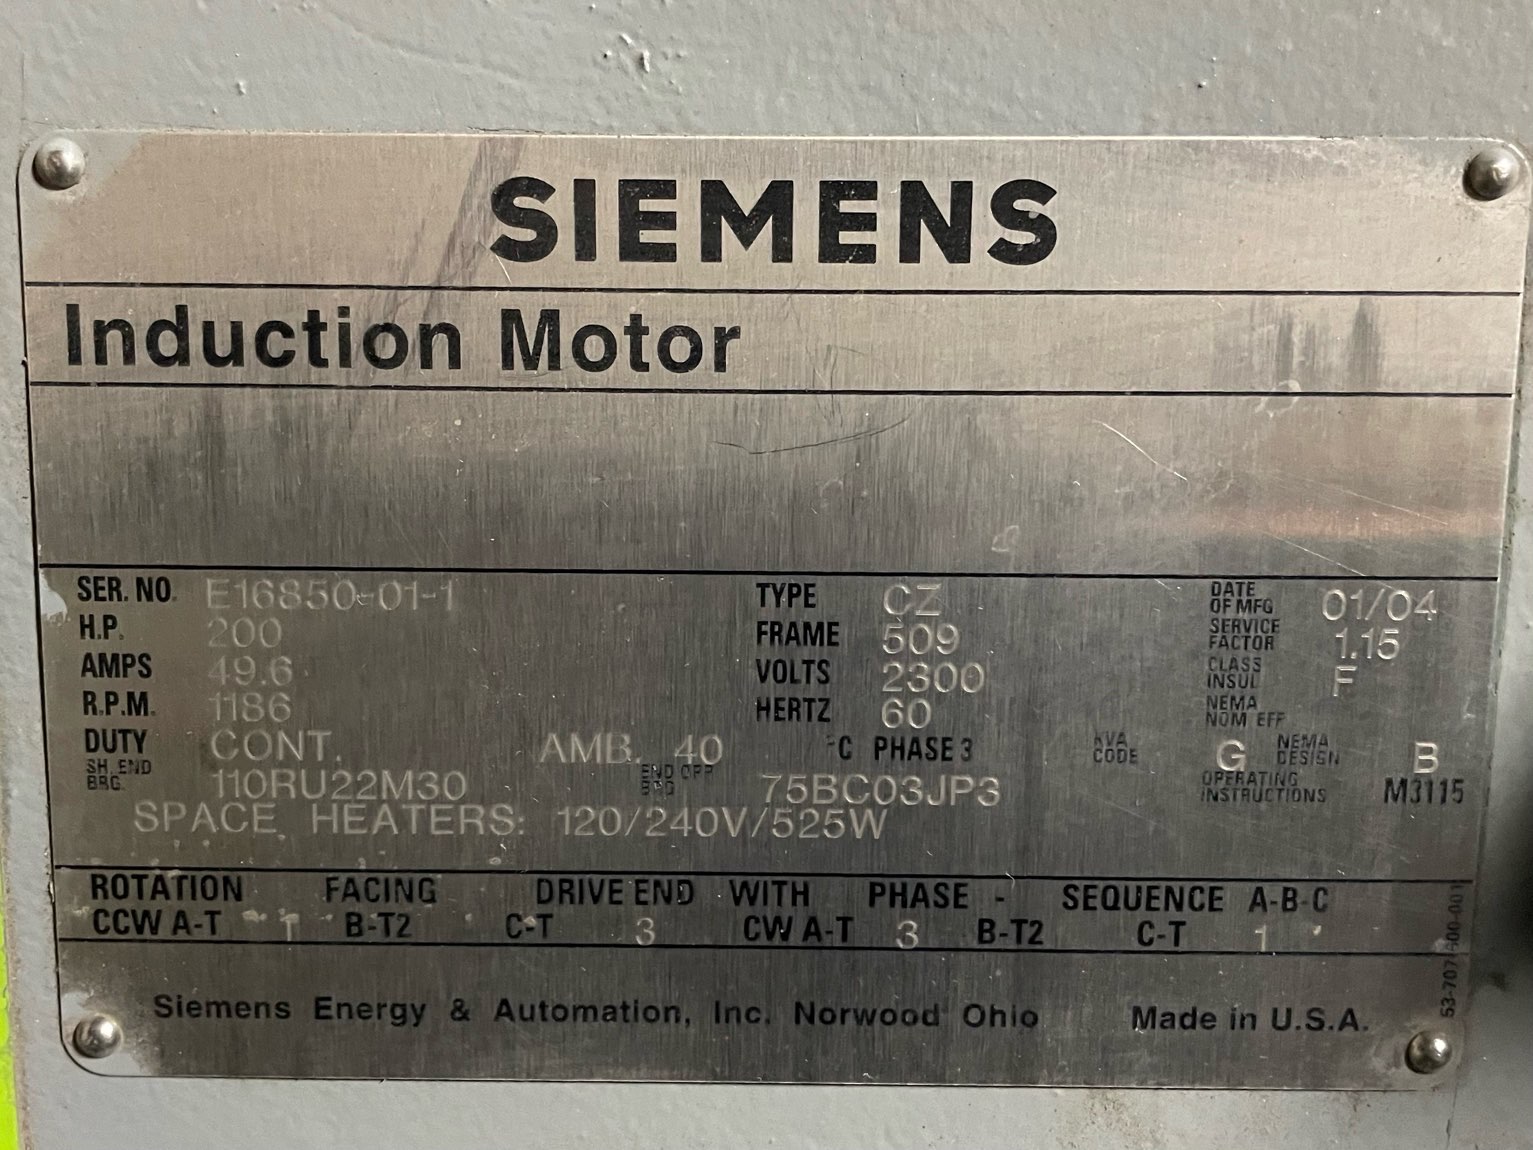 SIEMENS
Induction Motor
SER. NO. E16850-01-1 TYPE CZ DATE OF MFG 01/04
H.P. 200 FRAME 509 SERVICE FACTOR 1.15
AMPS 49.6 VOLTS 2300 CLASS INSUL F
R.P.M. 1186 HERTZ 60 NEMA NOM EFF
DUTY CONT. AMB. 40 °C PHASE 3 KVA CODE G NEMA DESIGN B
SH. END BRG. 110RU22M30 END OPP BRG 75BC03JP3 OPERATING INSTRUCTIONS M3115
SPACE HEATERS: 120/240V/525W
ROTATION FACING DRIVE END WITH PHASE - SEQUENCE A-B-C
CCW A-T 1 B-T2 C-T 3 CW A-T 3 B-T2 C-T 1
Siemens Energy & Automation, Inc. Norwood Ohio Made in U.S.A.
53-707-600-001